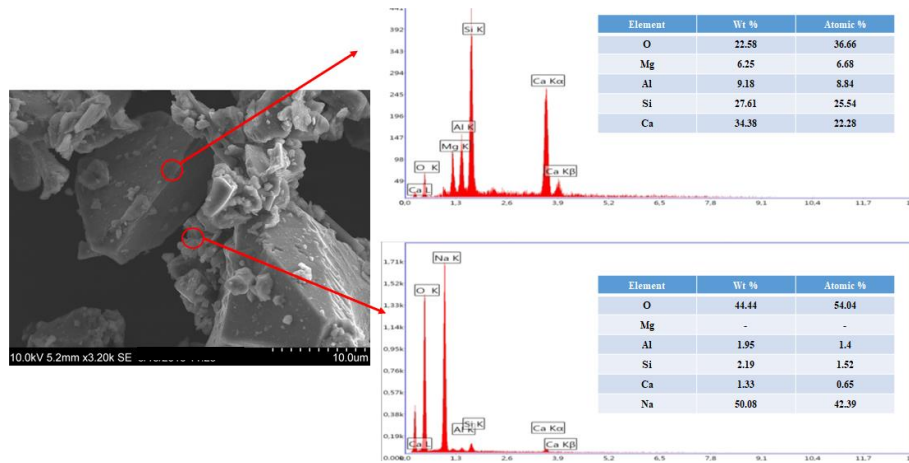 441
392
343
294
245
196
147
98
49
Si K
Ca Kα
Al K
Mg K
O K
Ca L
Ca Kβ
0,0 1,3 2,6 3,9 5,2 6,5 7,8 9,1 10,4 11,7
Element Wt % Atomic %
O 22.58 36.66
Mg 6.25 6.68
Al 9.18 8.84
Si 27.61 25.54
Ca 34.38 22.28
10.0kV 5.2mm x3.20k SE
10.0um
1,71k
1,52k
1,33k
1,14k
0,95k
0,76k
0,57k
0,38k
0,19k
0,00k
Na K
O K
Ca L
Al K
Si K
Ca Kα
Ca Kβ
0,0 1,3 2,6 3,9 5,2 6,5 7,8 9,1 10,4 11,7
Element Wt % Atomic %
O 44.44 54.04
Mg - -
Al 1.95 1.4
Si 2.19 1.52
Ca 1.33 0.65
Na 50.08 42.39